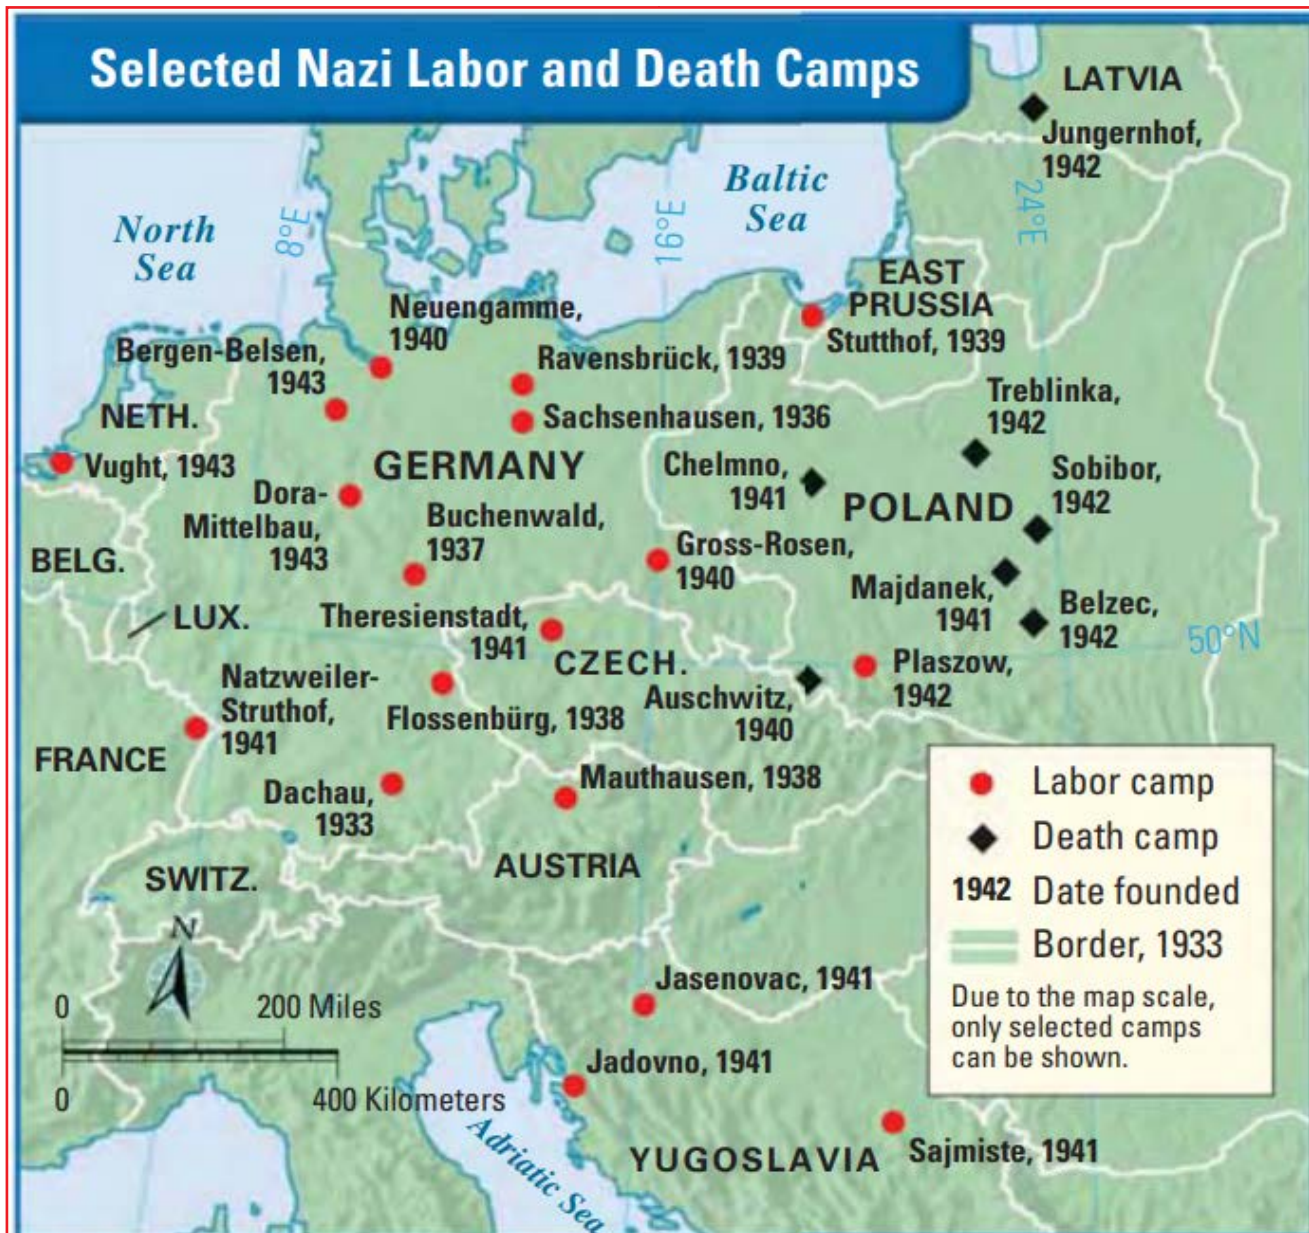 Selected Nazi Labor and Death Camps
LATVIA
Jungernhof,
1942
Baltic
Sea
North
Sea
8°E
16°E
24°E
EAST
PRUSSIA
Stutthof, 1939
Neuengamme,
1940
Bergen-Belsen,
1943
Ravensbrück, 1939
Sachsenhausen, 1936
Treblinka,
1942
NETH.
Vught, 1943
GERMANY
Chelmno,
1941
Sobibor,
1942
POLAND
Dora-
Mittelbau,
1943
Buchenwald,
1937
Gross-Rosen,
1940
BELG.
Majdanek,
1941
Belzec,
1942
LUX.
Theresienstadt,
1941
CZECH.
50°N
Natzweiler-
Struthof,
1941
Flossenbürg, 1938
Auschwitz,
1940
Plaszow,
1942
FRANCE
Dachau,
1933
Mauthausen, 1938
SWITZ.
AUSTRIA
Labor camp
Death camp
1942 Date founded
Border, 1933
Due to the map scale,
only selected camps
can be shown.
N
0 200 Miles
0 400 Kilometers
Jasenovac, 1941
Jadovno, 1941
Adriatic Sea
YUGOSLAVIA
Sajmiste, 1941